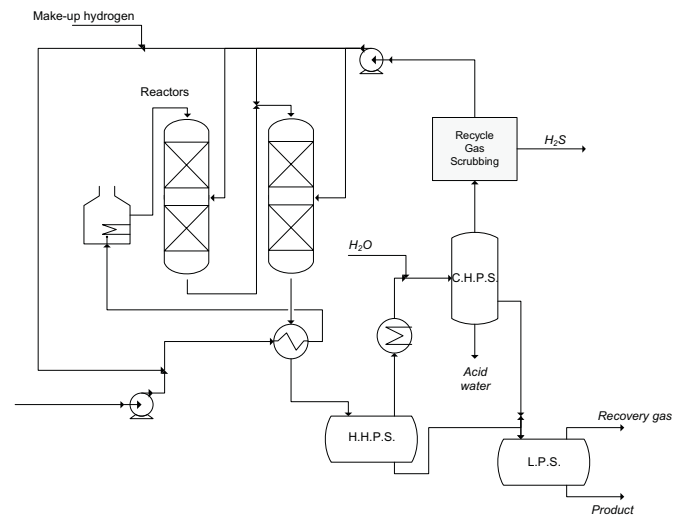 Make-up hydrogen
Reactors
Recycle
Gas
Scrubbing
H₂S
H₂O
C.H.P.S.
Acid
water
H.H.P.S.
Recovery gas
L.P.S.
Product